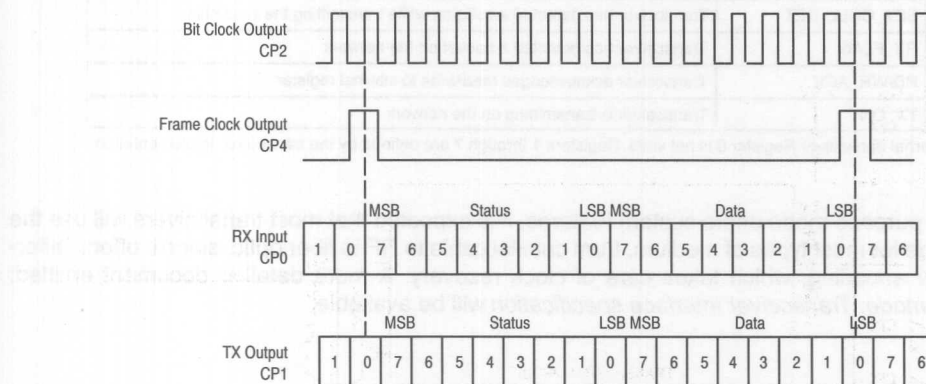 Bit Clock Output
CP2
Frame Clock Output
CP4
MSB Status LSB MSB Data LSB
RX Input
CP0
1 0 7 6 5 4 3 2 1 0 7 6 5 4 3 2 1 0 7 6
MSB Status LSB MSB Data LSB
TX Output
CP1
1 0 7 6 5 4 3 2 1 0 7 6 5 4 3 2 1 0 7 6